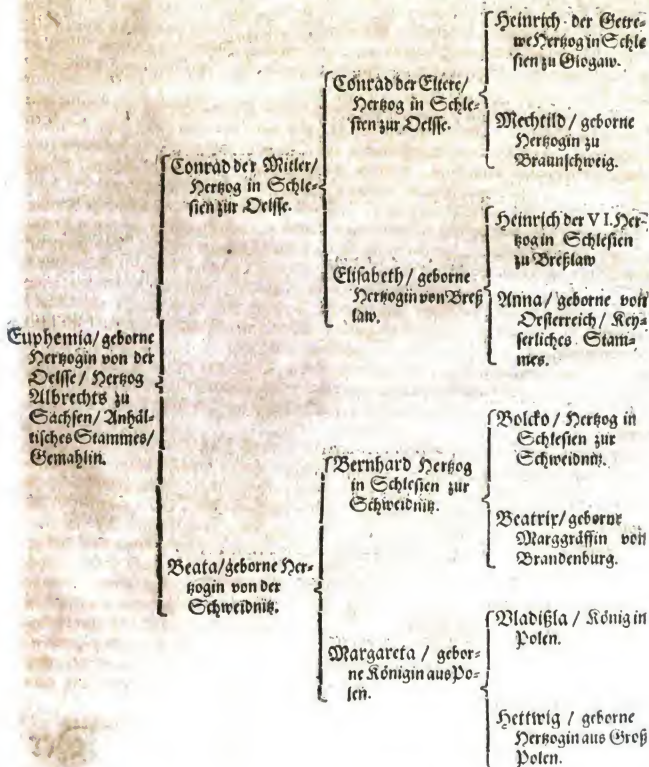 Heinrich der Getre-
we Hertzog in Schle
sien zu Glogaw.
Conrad der Eltere/
Hertzog in Schle-
sien zur Oelsse.
Mechtild / geborne
Hertzogin zu
Braunschweig.
Conrad der Mitler/
Hertzog in Schle-
sien zur Oelsse.
Heinrich der VI. Her-
tzog in Schlesien
zu Breßlaw
Elisabeth / geborne
Hertzogin von Breß
law.
Anna / geborne von
Oesterreich / Key-
serliches Stam-
mes.
Euphemia / geborne
Hertzogin von der
Oelsse / Hertzog
Albrechts zu
Sachsen / Anhäl-
tisches Stammes/
Gemahlin.
Bolcko / Hertzog in
Schlesien zur
Schweidnitz.
Bernhard Hertzog
in Schlesien zur
Schweidnitz.
Beatrix / geborne
Marggräffin von
Brandenburg.
Beata / geborne Her-
tzogin von der
Schweidnitz.
Vladißla / König in
Polen.
Margareta / gebor-
ne Königin aus Po-
len.
Hettwig / geborne
Hertzogin aus Groß
Polen.